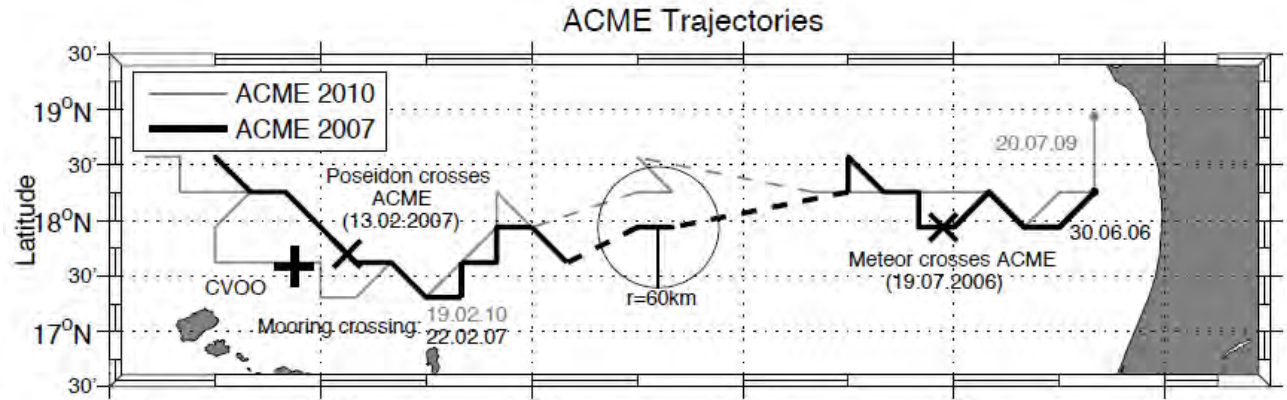 ACME Trajectories
30'
19°N
30'
18°N
30'
17°N
30'
Latitude
ACME 2010
ACME 2007
Poseidon crosses
ACME
(13.02.2007)
CVOO
Mooring crossing:
19.02.10
22.02.07
r=60km
Meteor crosses ACME
(19.07.2006)
20.07.09
30.06.06